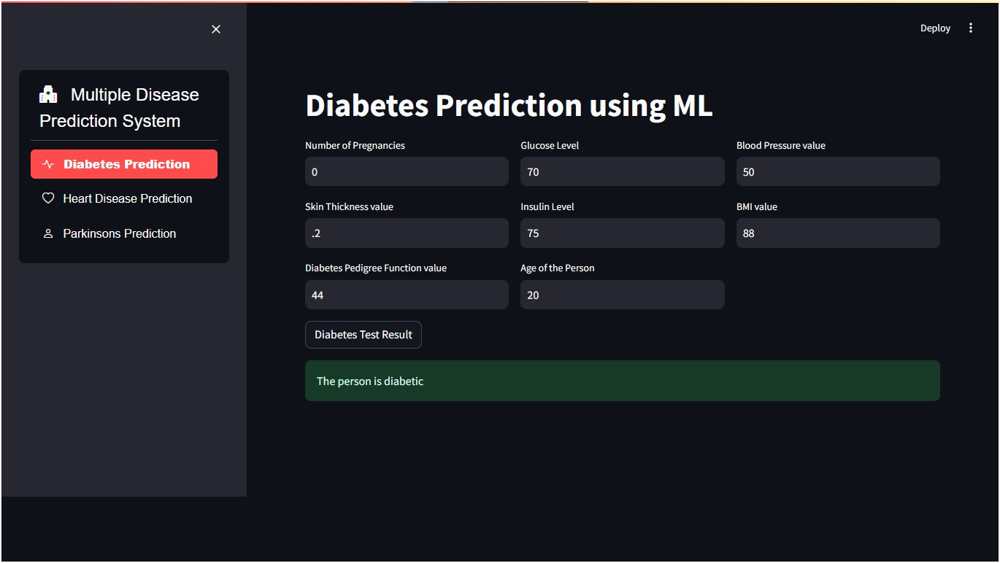 Deploy
Multiple Disease
Prediction System
Diabetes Prediction
Heart Disease Prediction
Parkinsons Prediction
Diabetes Prediction using ML
Number of Pregnancies
0
Glucose Level
70
Blood Pressure value
50
Skin Thickness value
.2
Insulin Level
75
BMI value
88
Diabetes Pedigree Function value
44
Age of the Person
20
Diabetes Test Result
The person is diabetic